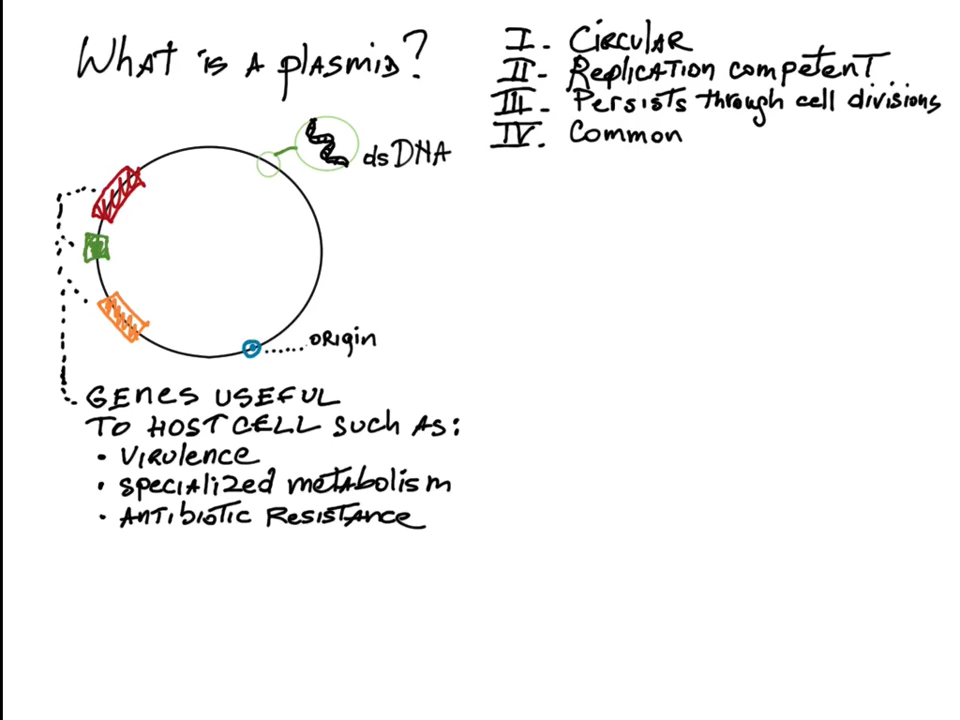 What is a plasmid?
I. Circular
II. Replication competent
III. Persists through cell divisions
IV. Common
dsDNA
origin
Genes useful
to host cell such as:
• Virulence
• specialized metabolism
• Antibiotic Resistance